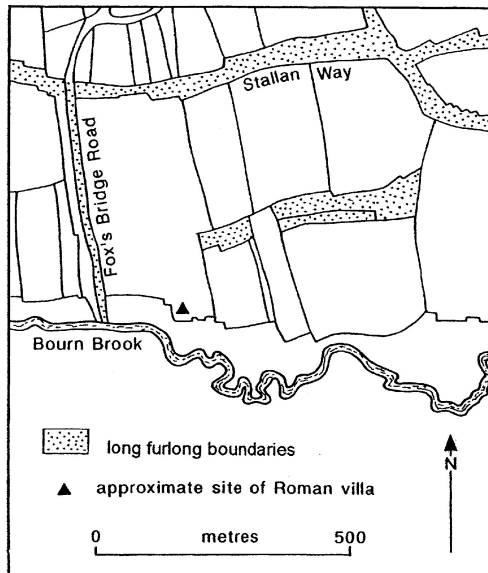 Stallan Way
Fox's Bridge Road
Bourn Brook
long furlong boundaries
approximate site of Roman villa
N
0 metres 500